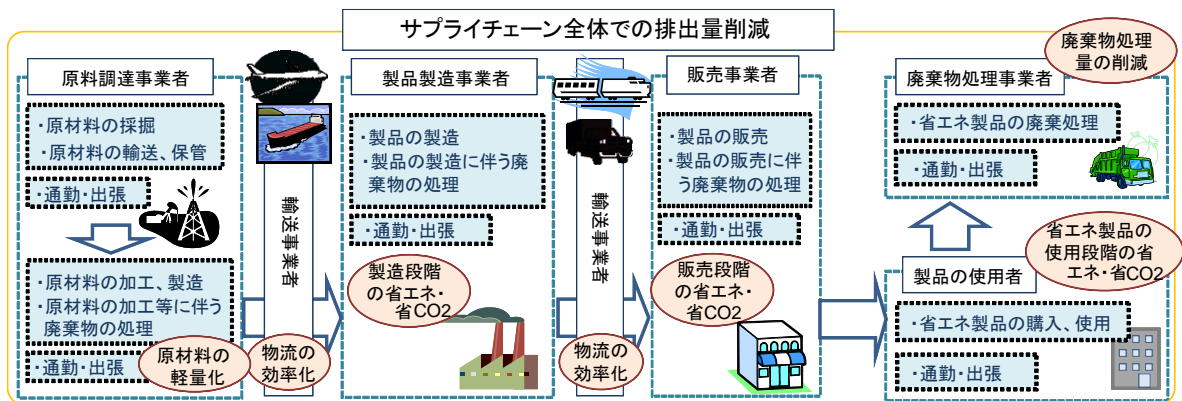 サプライチェーン全体での排出量削減
原料調達事業者
・原材料の採掘
・原材料の輸送、保管
・通勤・出張
・原材料の加工、製造
・原材料の加工等に伴う
廃棄物の処理
・通勤・出張
原材料の
軽量化
輸送事業者
物流の
効率化
製品製造事業者
・製品の製造
・製品の製造に伴う廃
棄物の処理
・通勤・出張
製造段階
の省エネ・
省CO2
輸送事業者
物流の
効率化
販売事業者
・製品の販売
・製品の販売に伴
う廃棄物の処理
・通勤・出張
販売段階
の省エネ・
省CO2
廃棄物処理
量の削減
廃棄物処理事業者
・省エネ製品の廃棄処理
・通勤・出張
省エネ製品の
使用段階の省
エネ・省CO2
製品の使用者
・省エネ製品の購入、使用
・通勤・出張